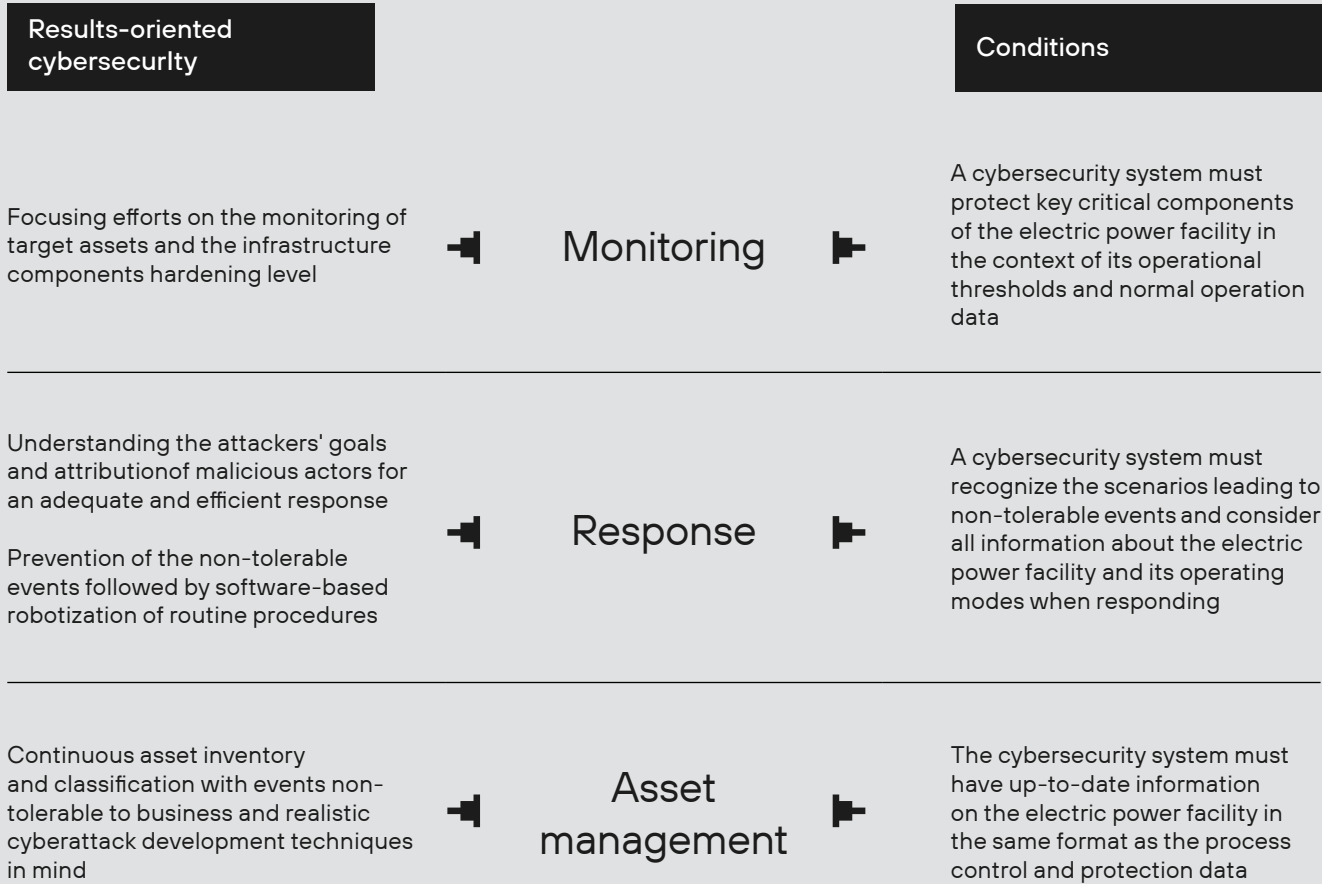 Results-oriented
cybersecurIty
Conditions
Focusing efforts on the monitoring of
target assets and the infrastructure
components hardening level
Monitoring
A cybersecurity system must
protect key critical components
of the electric power facility in
the context of its operational
thresholds and normal operation
data
Understanding the attackers' goals
and attributionof malicious actors for
an adequate and efficient response
Prevention of the non-tolerable
events followed by software-based
robotization of routine procedures
Response
A cybersecurity system must
recognize the scenarios leading to
non-tolerable events and consider
all information about the electric
power facility and its operating
modes when responding
Continuous asset inventory
and classification with events non-
tolerable to business and realistic
cyberattack development techniques
in mind
Asset
management
The cybersecurity system must
have up-to-date information
on the electric power facility in
the same format as the process
control and protection data